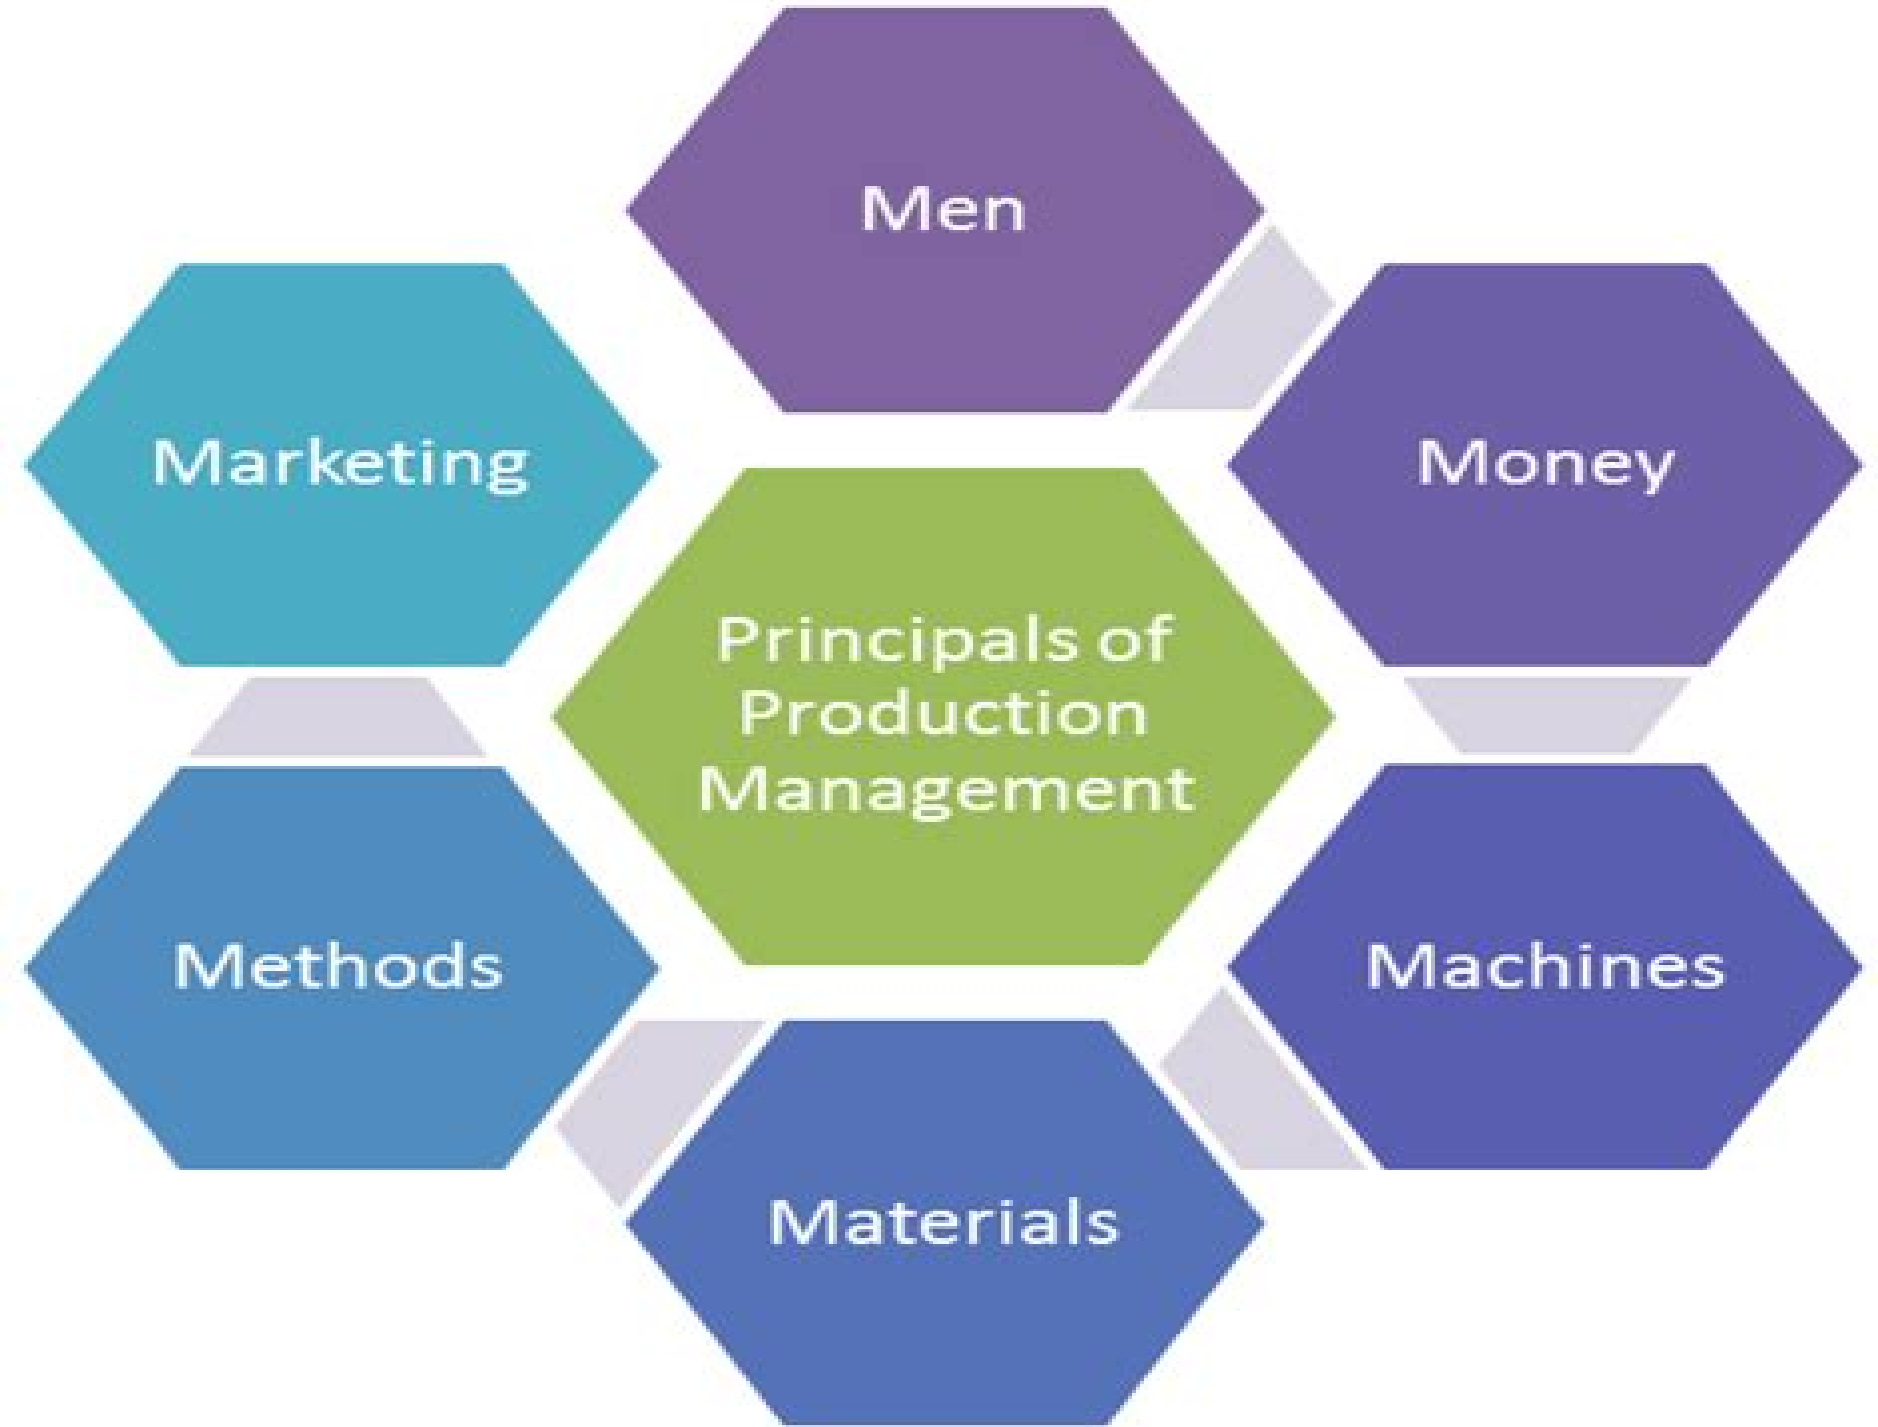 Men
Money
Marketing
Principals of
Production
Management
Machines
Methods
Materials